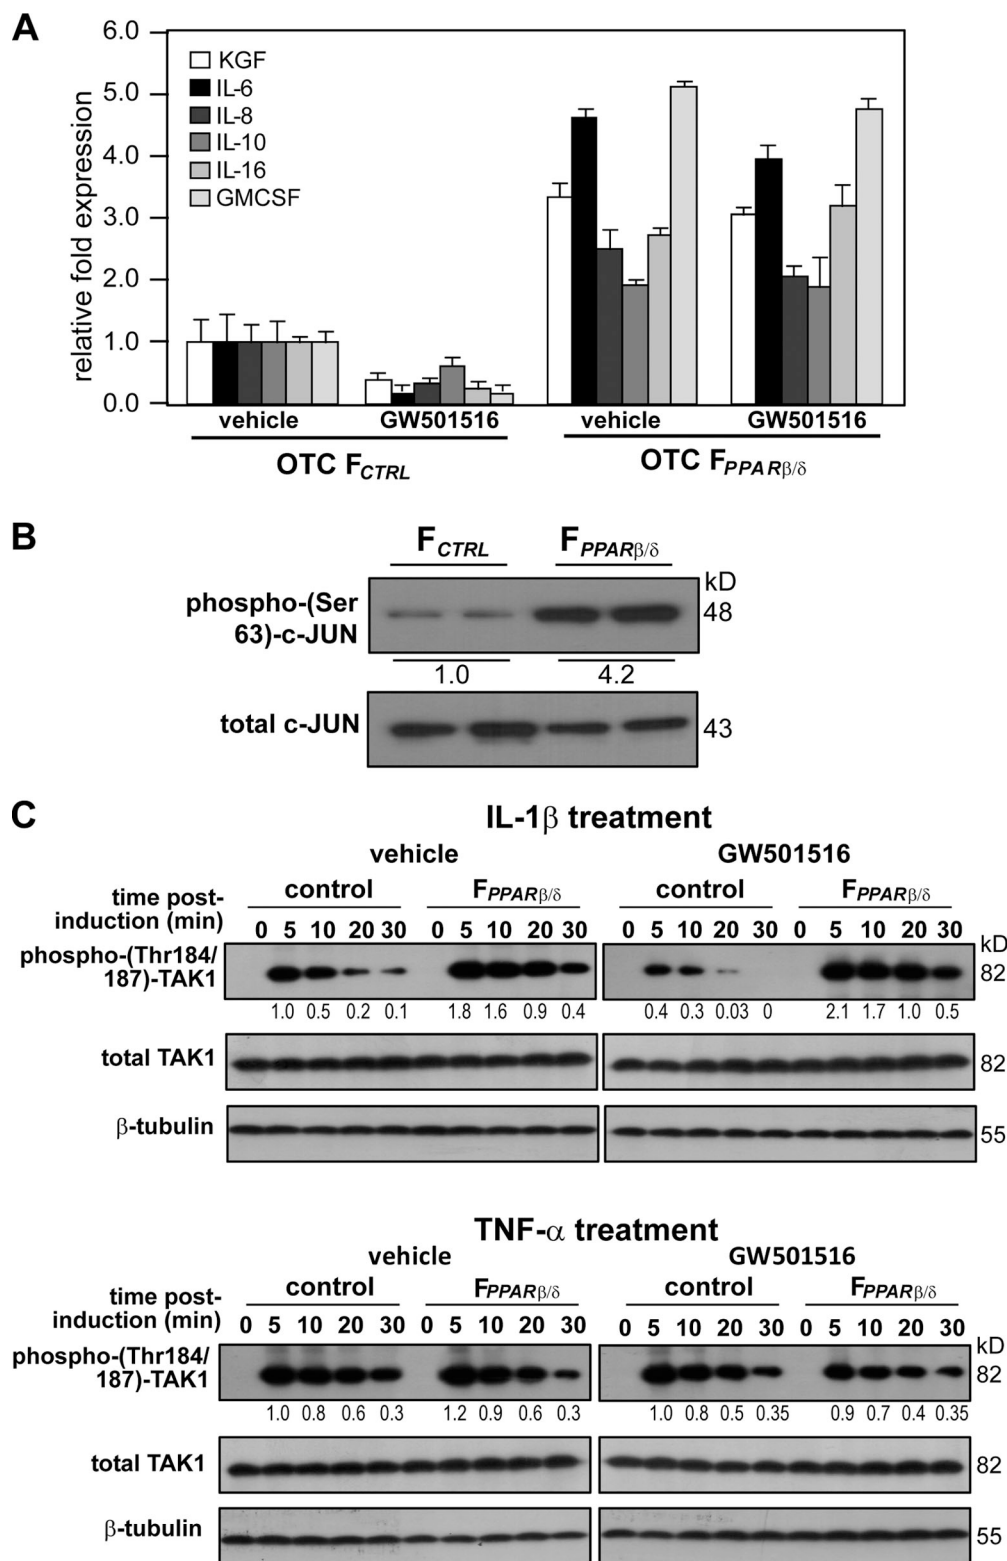 A
6.0
5.0
4.0
3.0
2.0
1.0
0.0
relative fold expression
KGF
IL-6
IL-8
IL-10
IL-16
GMCSF
vehicle GW501516 vehicle GW501516
OTC FCTRL OTC FPPARβ/δ
B
FCTRL FPPARβ/δ
kD
phospho-(Ser
63)-c-JUN
48
1.0 4.2
total c-JUN 43
C
IL-1β treatment
vehicle GW501516
control FPPARβ/δ control FPPARβ/δ
time post-
induction (min)
0 5 10 20 30 0 5 10 20 30 0 5 10 20 30 0 5 10 20 30
kD
phospho-(Thr184/
187)-TAK1
82
1.0 0.5 0.2 0.1 1.8 1.6 0.9 0.4 0.4 0.3 0.03 0 2.1 1.7 1.0 0.5
total TAK1 82
β-tubulin 55
TNF-α treatment
vehicle GW501516
control FPPARβ/δ control FPPARβ/δ
time post-
induction (min)
0 5 10 20 30 0 5 10 20 30 0 5 10 20 30 0 5 10 20 30
kD
phospho-(Thr184/
187)-TAK1
82
1.0 0.8 0.6 0.3 1.2 0.9 0.6 0.3 1.0 0.8 0.5 0.35 0.9 0.7 0.4 0.35
total TAK1 82
β-tubulin 55